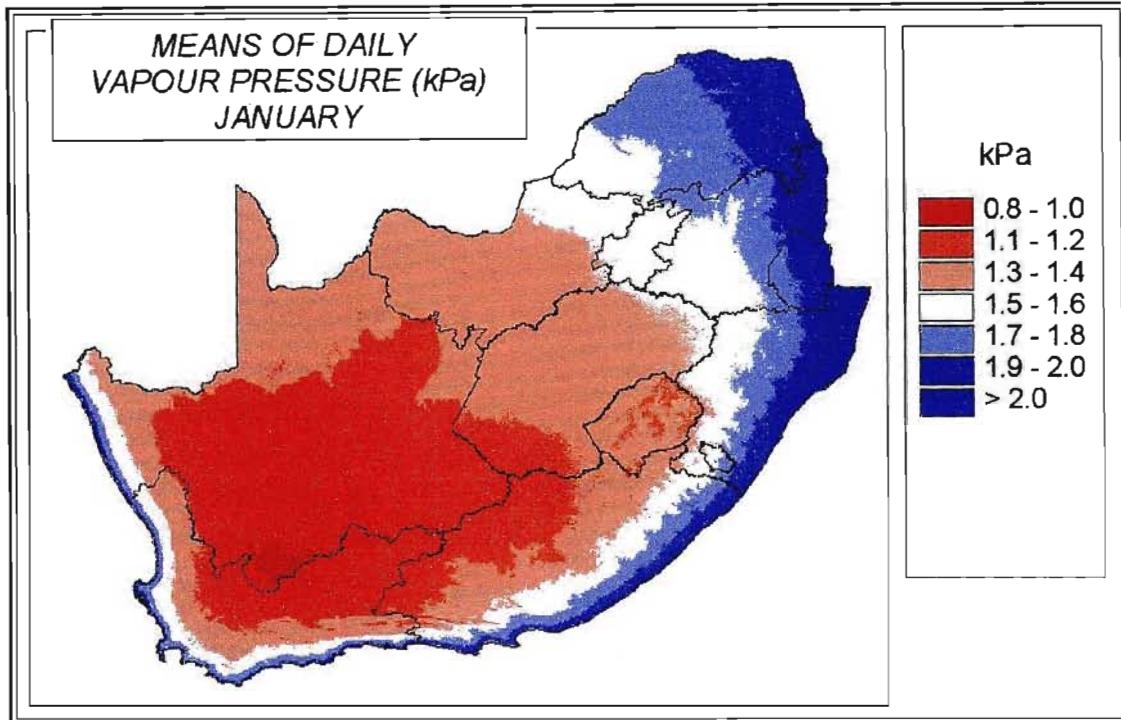 MEANS OF DAILY
VAPOUR PRESSURE (kPa)
JANUARY
kPa
0.8 - 1.0
1.1 - 1.2
1.3 - 1.4
1.5 - 1.6
1.7 - 1.8
1.9 - 2.0
> 2.0